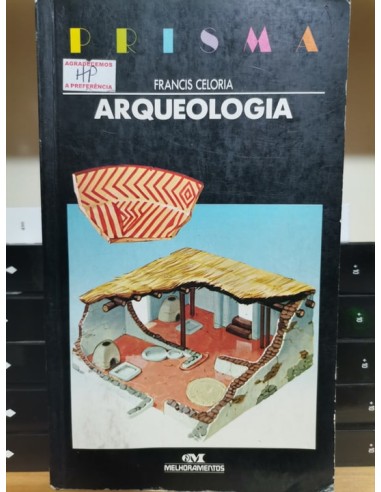 PRISMA
AGRADECEMOS
HP
A PREFERÊNCIA
FRANCIS CELORIA
ARQUEOLOGIA
MELHORAMENTOS